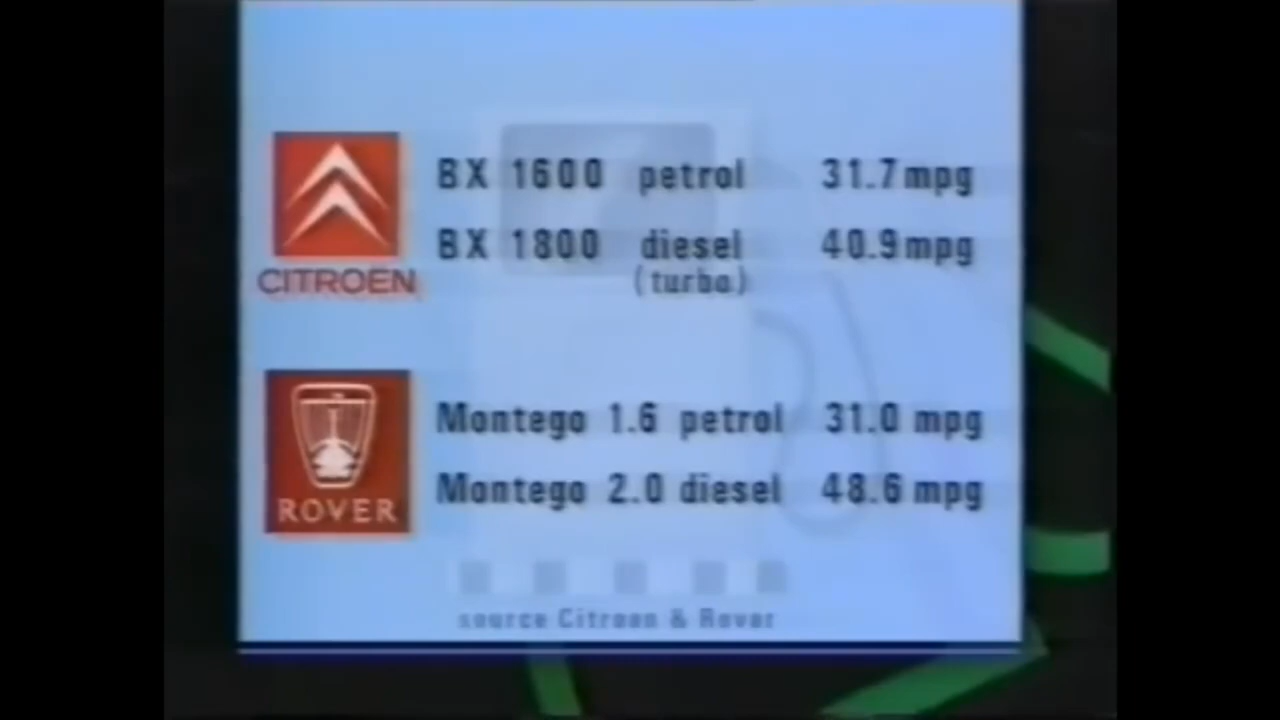 BX 1600 petrol 31.7mpg
BX 1800 diesel 40.9mpg
(turbo)
CITROËN
Montego 1.6 petrol 31.0 mpg
Montego 2.0 diesel 48.6 mpg
ROVER
source Citroen & Rover